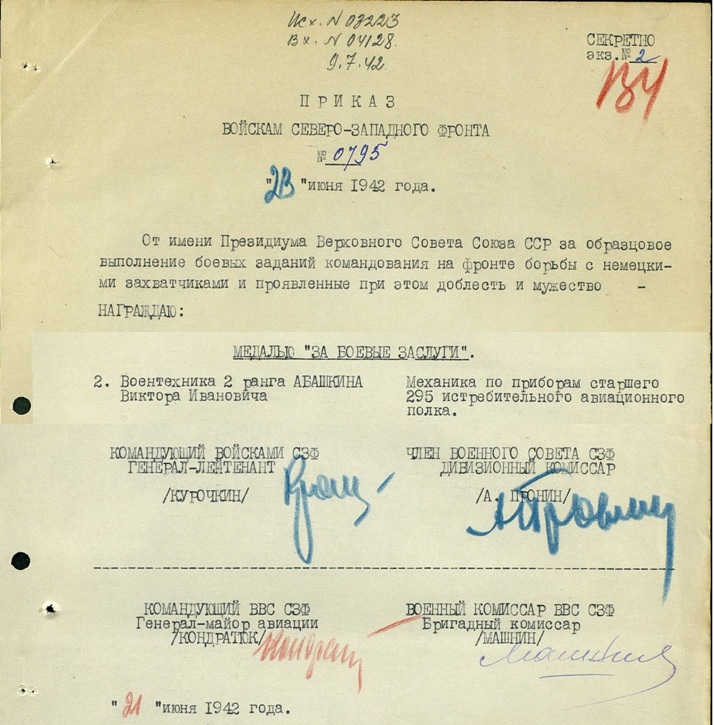 Исх. N 03223
Вх. N 04128.
9.7.42.
СЕКРЕТНО
экз.№ 2
ПРИКАЗ
ВОЙСКАМ СЕВЕРО-ЗАПАДНОГО ФРОНТА
№ 0795
"23 "июня 1942 года.
От имени Президиума Верховного Совета Союза ССР за образцовое
выполнение боевых заданий командования на фронте борьбы с немецки-
ми захватчиками и проявленные при этом доблесть и мужество -
НАГРАЖДАЮ:
МЕДАЛЬЮ "ЗА БОЕВЫЕ ЗАСЛУГИ".
2. Воентехника 2 ранга АБАШКИНА Механика по приборам старшего
Виктора Ивановича 295 истребительного авиационного
полка.
КОМАНДУЮЩИЙ ВОЙСКАМИ СЗФ ЧЛЕН ВОЕННОГО СОВЕТА СЗФ
ГЕНЕРАЛ-ЛЕЙТЕНАНТ ДИВИЗИОННЫЙ КОМИССАР
/КУРОЧКИН/ /А. ПРОНИН/
КОМАНДУЮЩИЙ ВВС СЗФ ВОЕННЫЙ КОМИССАР ВВС СЗФ
Генерал-майор авиации Бригадный комиссар
/КОНДРАТЮК/ /МАШНИН/
"21 "июня 1942 года.